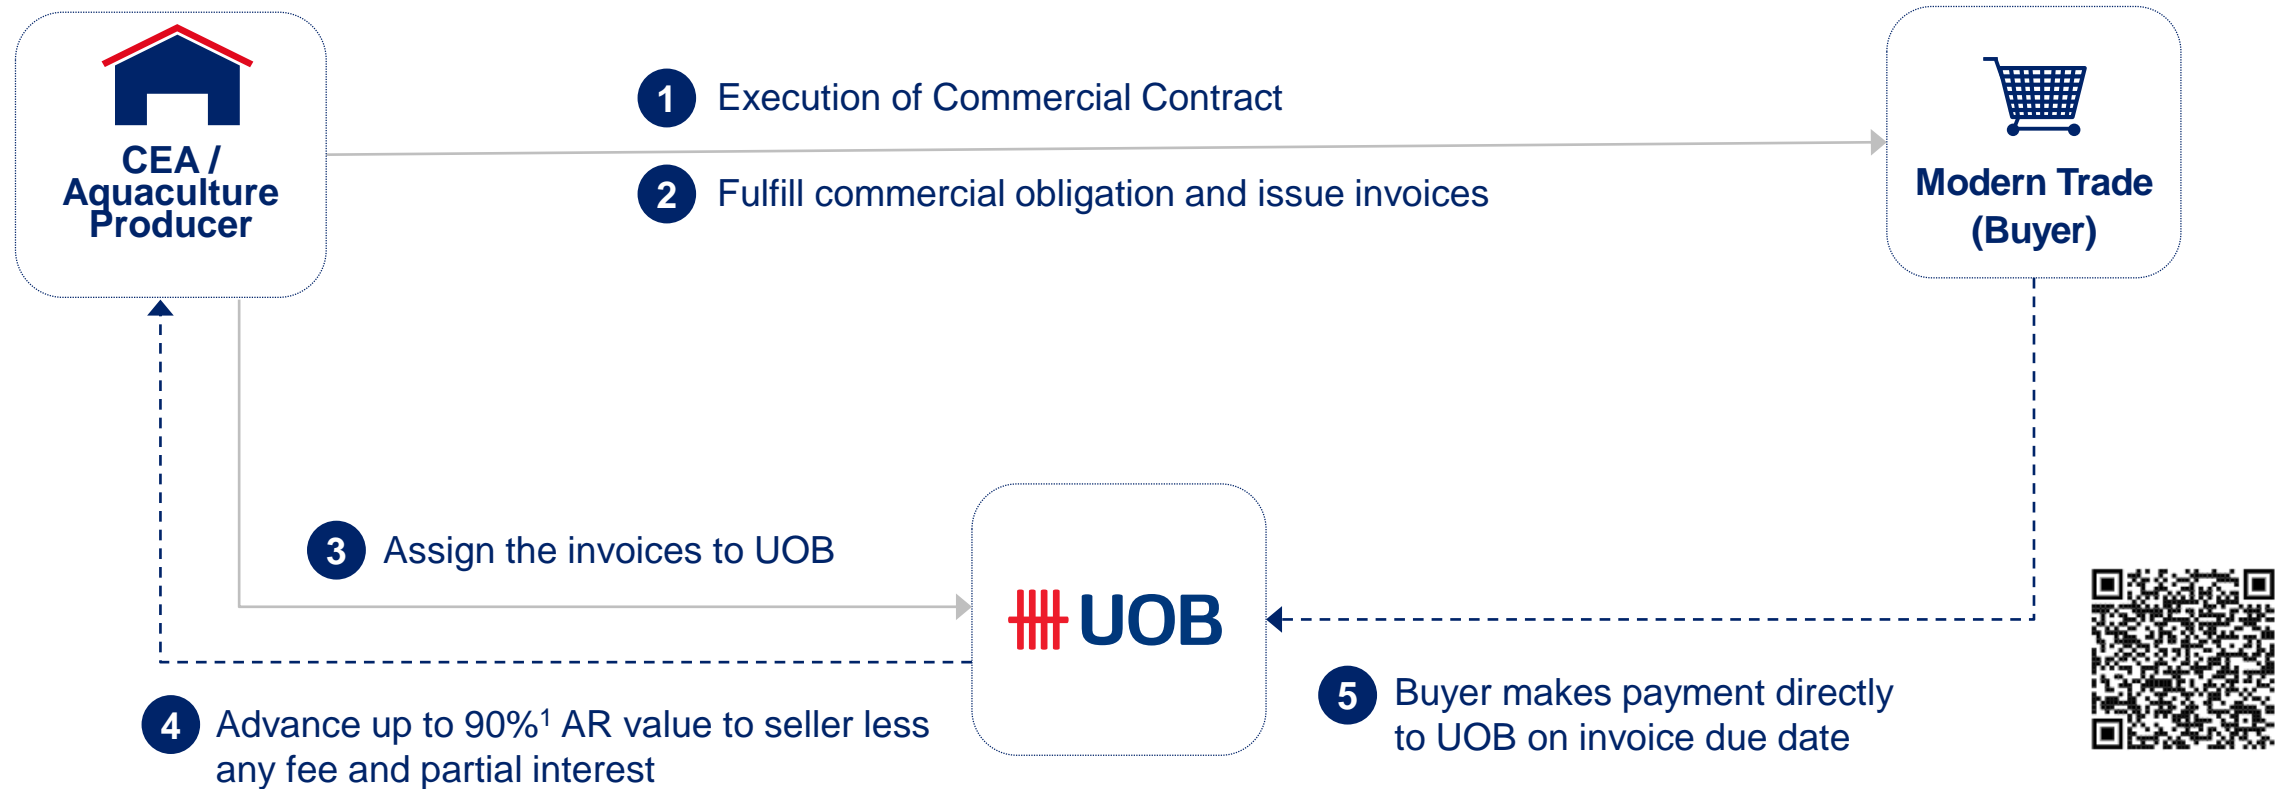 CEA /
Aquaculture
Producer
1 Execution of Commercial Contract
2 Fulfill commercial obligation and issue invoices
Modern Trade
(Buyer)
3 Assign the invoices to UOB
UOB
4 Advance up to 90%¹ AR value to seller less
any fee and partial interest
5 Buyer makes payment directly
to UOB on invoice due date